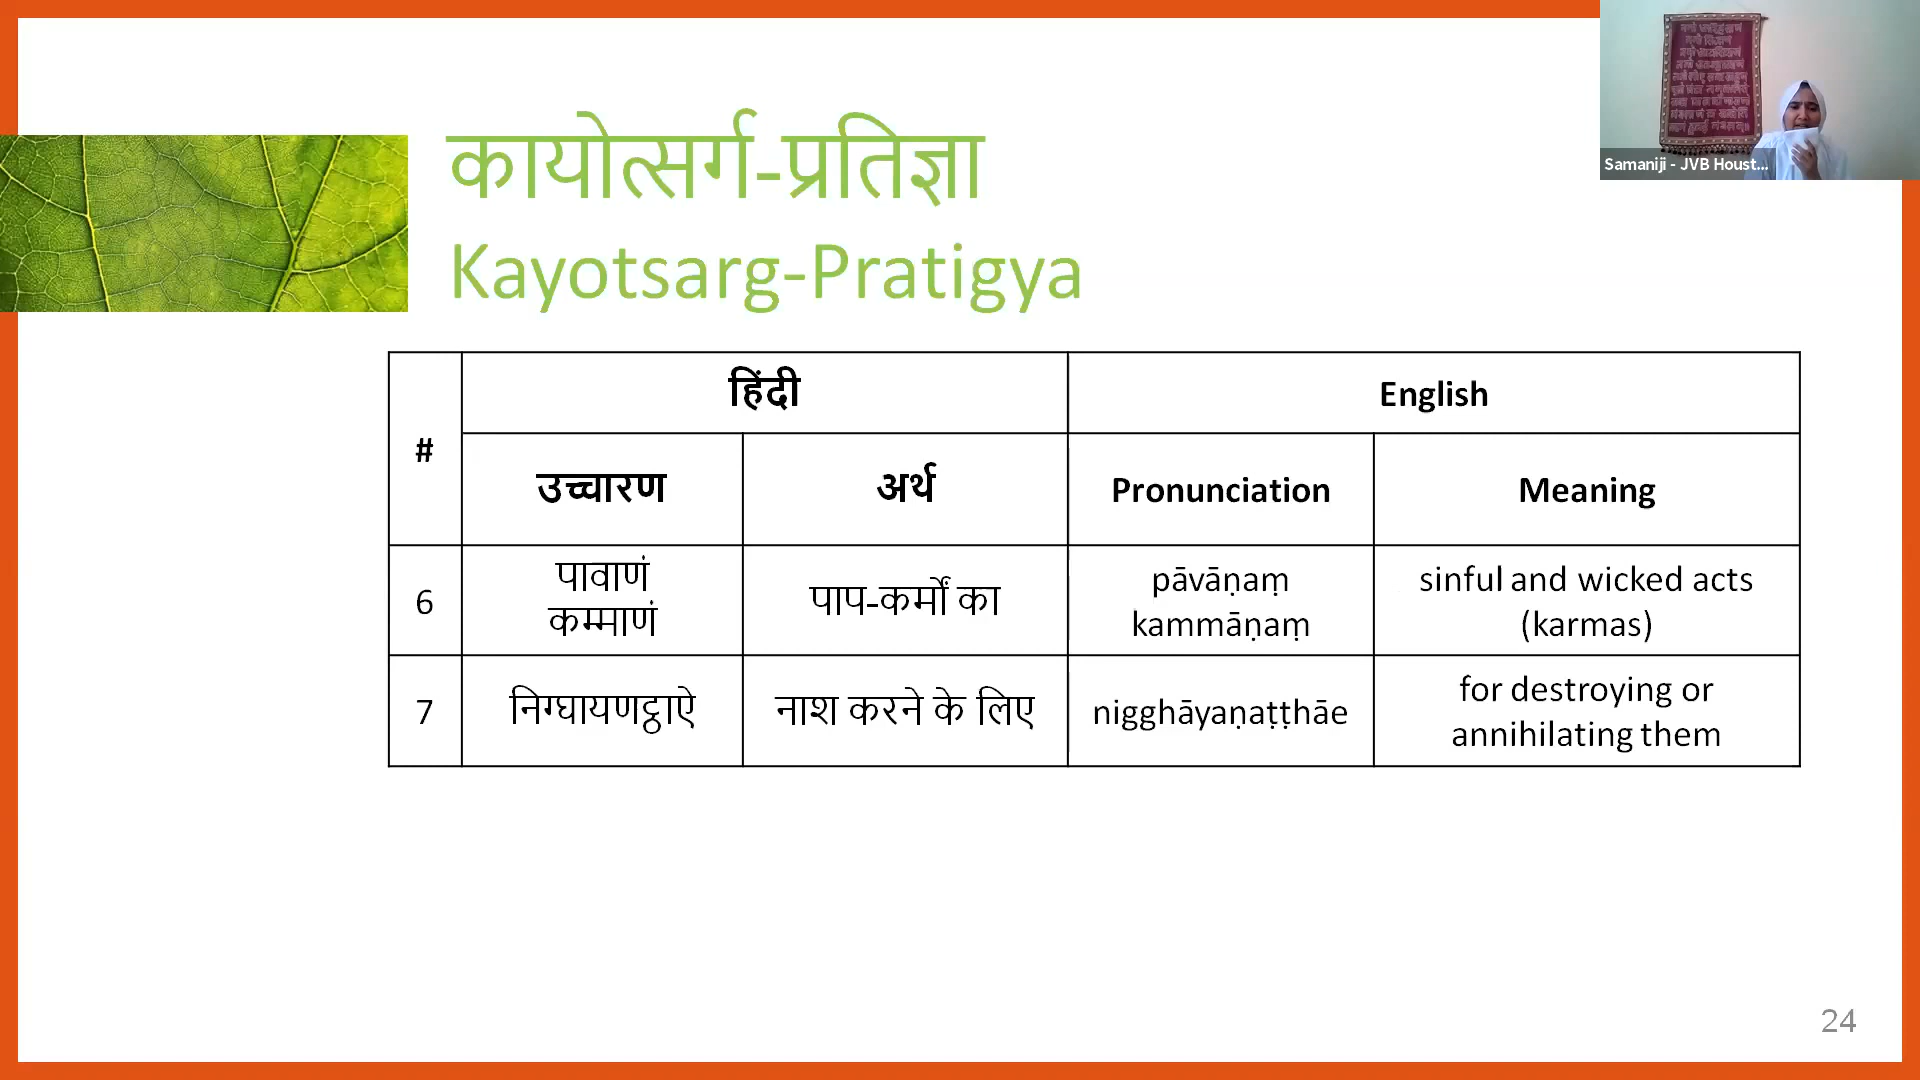 Samaniji - JVB Houst...
कायोत्सर्ग-प्रतिज्ञा
Kayotsarg-Pratigya
#
हिंदी
English
उच्चारण
अर्थ
Pronunciation
Meaning
6
पावाणं
कम्माणं
पाप-कर्मों का
pāvāṇaṃ
kammāṇaṃ
sinful and wicked acts
(karmas)
7
निग्घायणट्ठाऐ
नाश करने के लिए
nigghāyaṇaṭṭhāe
for destroying or
annihilating them
24